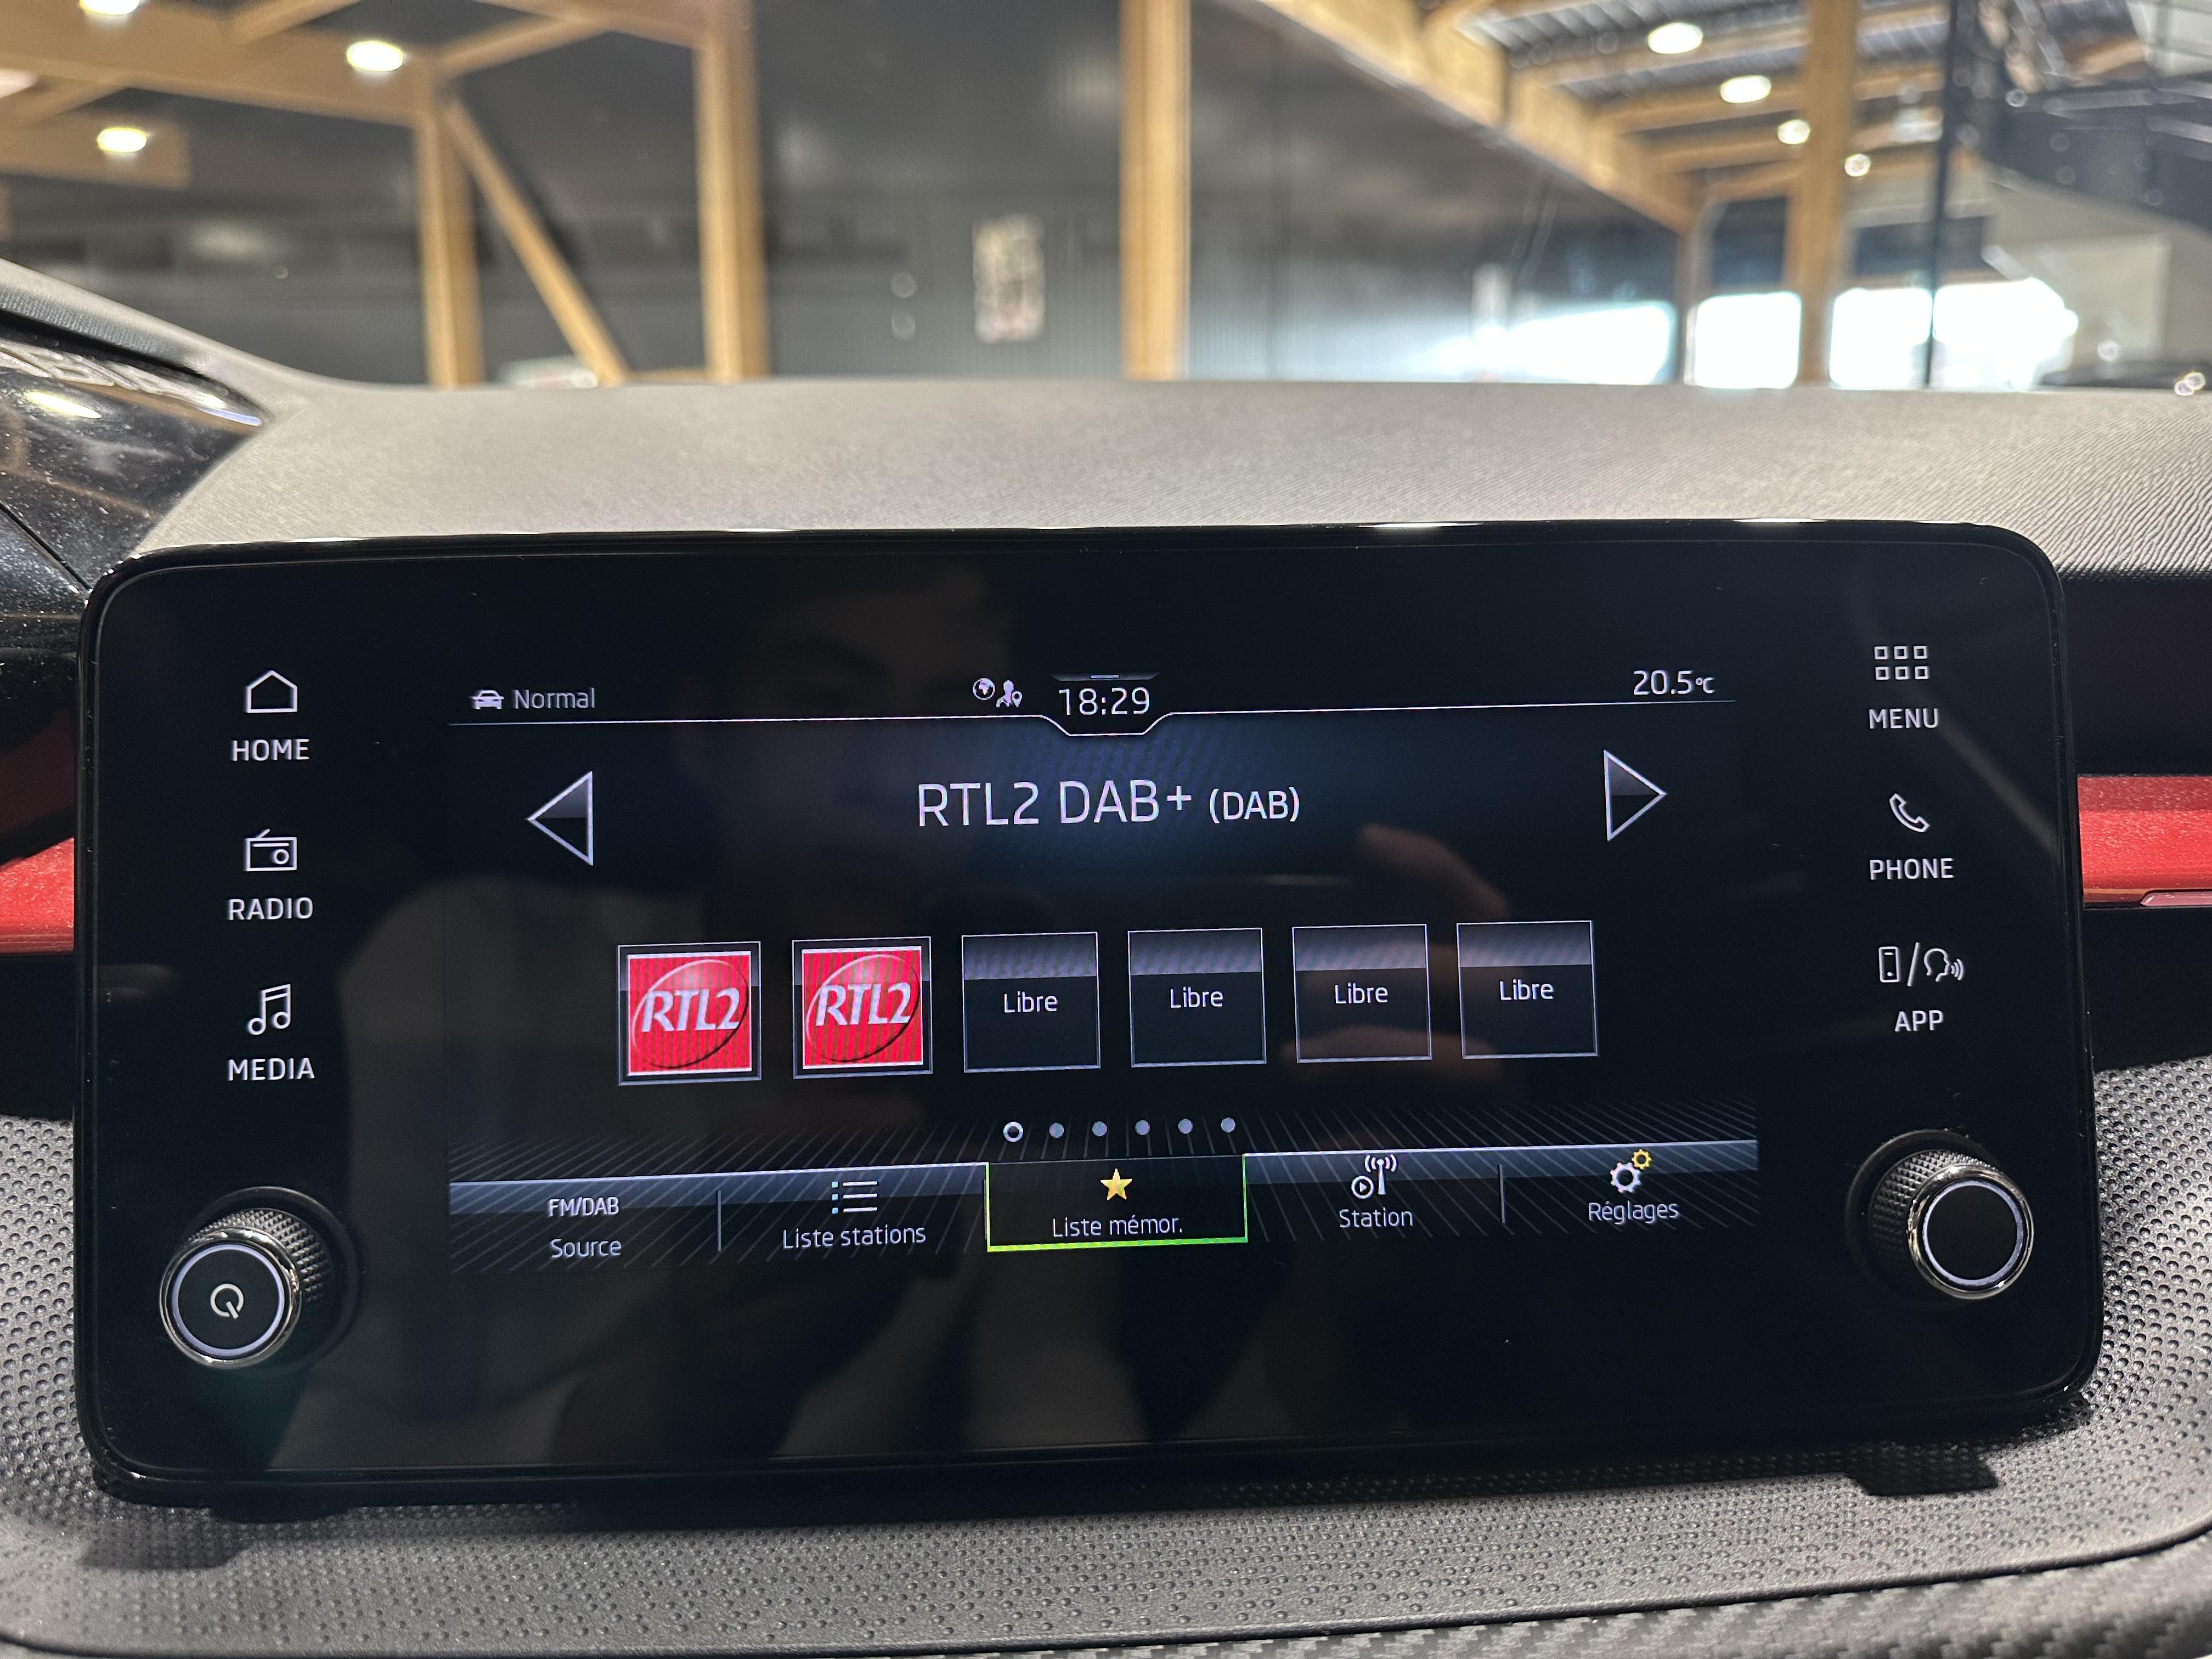 HOME
RADIO
MEDIA
Normal
18:29
20.5°C
RTL2 DAB+ (DAB)
RTL2
RTL2
Libre
Libre
Libre
Libre
FM/DAB
Source
Liste stations
Liste mémor.
Station
Réglages
MENU
PHONE
APP